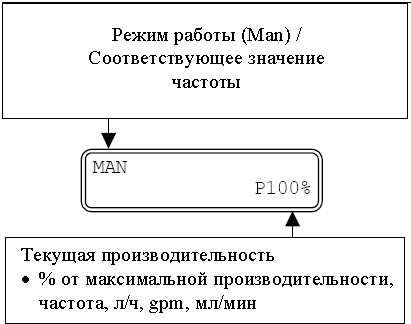 Режим работы (Man) /
Соответствующее значение
частоты
MAN
P100%
Текущая производительность
• % от максимальной производительности,
частота, л/ч, gpm, мл/мин